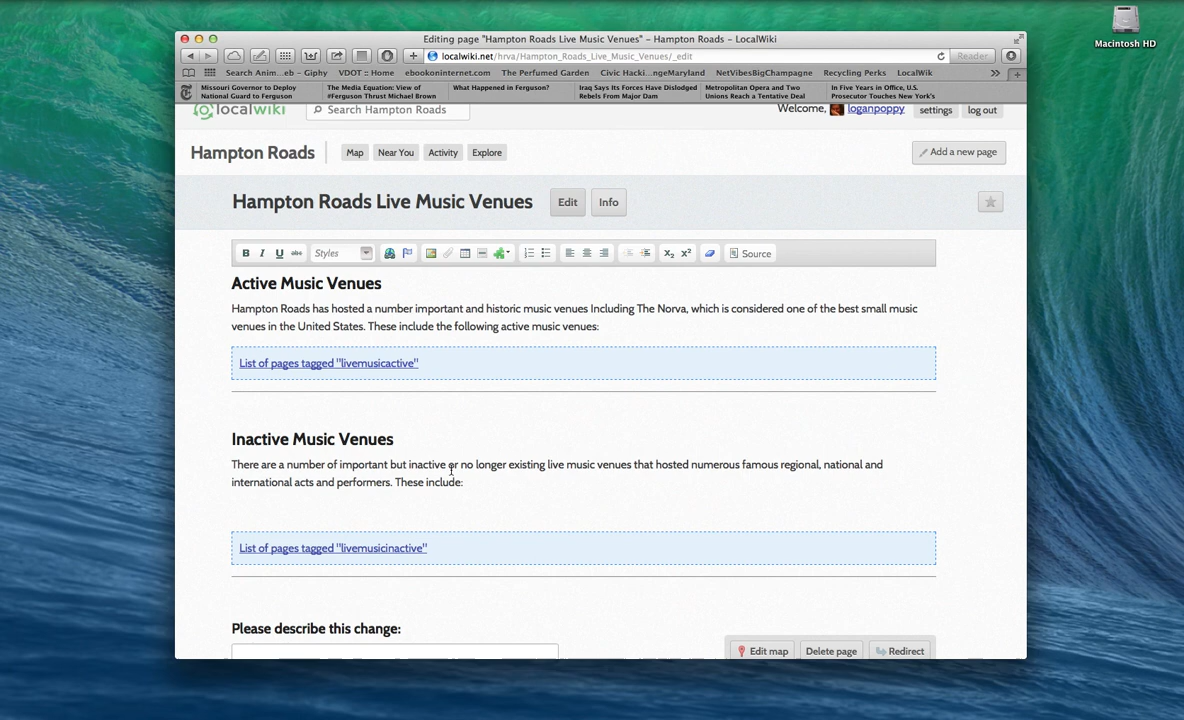 Editing page "Hampton Roads Live Music Venues" – Hampton Roads – LocalWiki
localwiki.net/hrva/Hampton_Roads_Live_Music_Venues/_edit
Reader
Search Anim...eb – Giphy VDOT :: Home ebookoninternet.com The Perfumed Garden Civic Hacki...ngeMaryland NetVibesBigChampagne Recycling Perks LocalWik
Missouri Governor to Deploy National Guard to Ferguson
The Media Equation: View of #Ferguson Thrust Michael Brown
What Happened in Ferguson?
Iraq Says Its Forces Have Dislodged Rebels From Major Dam
Metropolitan Opera and Two Unions Reach a Tentative Deal
In Five Years in Office, U.S. Prosecutor Touches New York's
localwiki
Search Hampton Roads
Welcome, loganpoppy settings log out
Hampton Roads Map Near You Activity Explore Add a new page
Hampton Roads Live Music Venues Edit Info
B I U abc Styles X2 X2 Source
Active Music Venues
Hampton Roads has hosted a number important and historic music venues Including The Norva, which is considered one of the best small music
venues in the United States. These include the following active music venues:
List of pages tagged "livemusicactive"
Inactive Music Venues
There are a number of important but inactive or no longer existing live music venues that hosted numerous famous regional, national and
international acts and performers. These include:
List of pages tagged "livemusicinactive"
Please describe this change:
Edit map Delete page Redirect
Macintosh HD